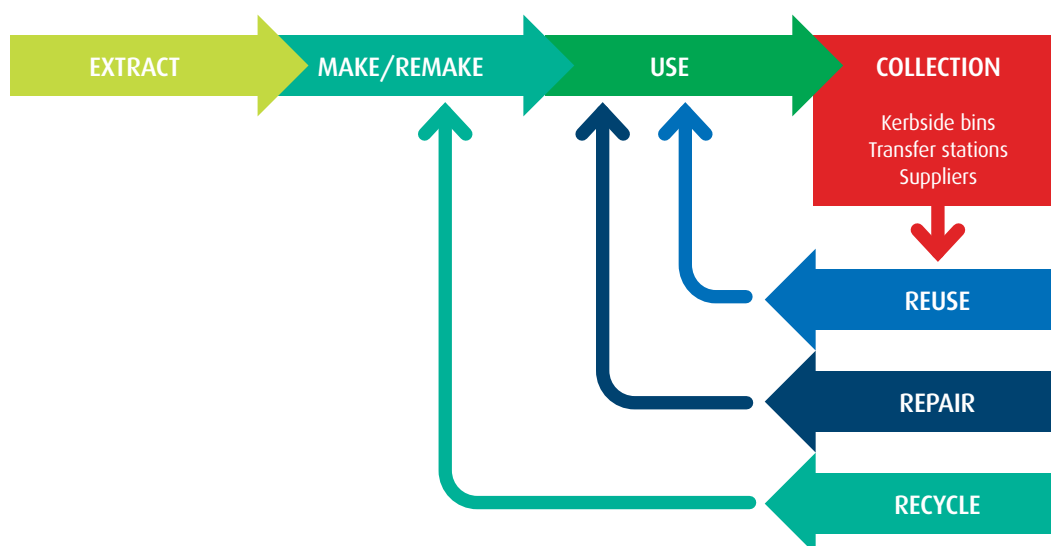 EXTRACT
MAKE/REMAKE
USE
COLLECTION
Kerbside bins
Transfer stations
Suppliers
REUSE
REPAIR
RECYCLE